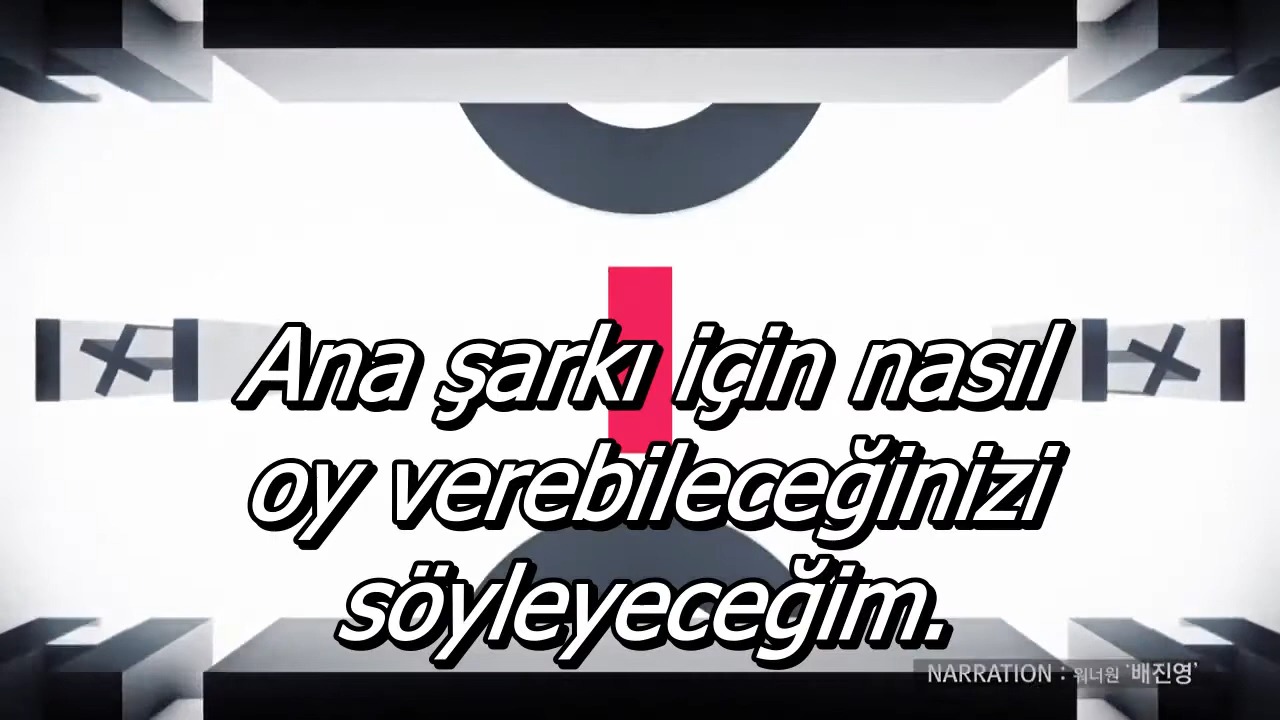 Ana şarkı için nasıl
oy verebileceğinizi
söyleyeceğim.
NARRATION : 워너원 '배진영'